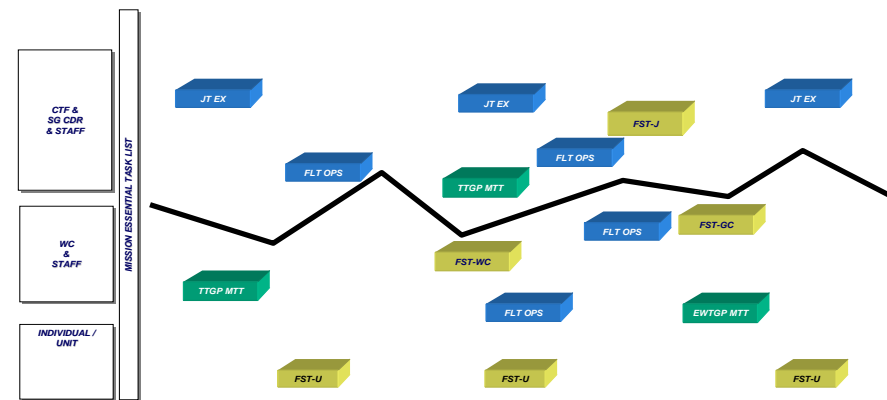 CTF &
SG CDR
& STAFF
WC
&
STAFF
INDIVIDUAL /
UNIT
MISSION ESSENTIAL TASK LIST
JT EX
JT EX
JT EX
FST-J
FLT OPS
FLT OPS
TTGP MTT
FLT OPS
FST-GC
FST-WC
TTGP MTT
FLT OPS
EWTGP MTT
FST-U
FST-U
FST-U